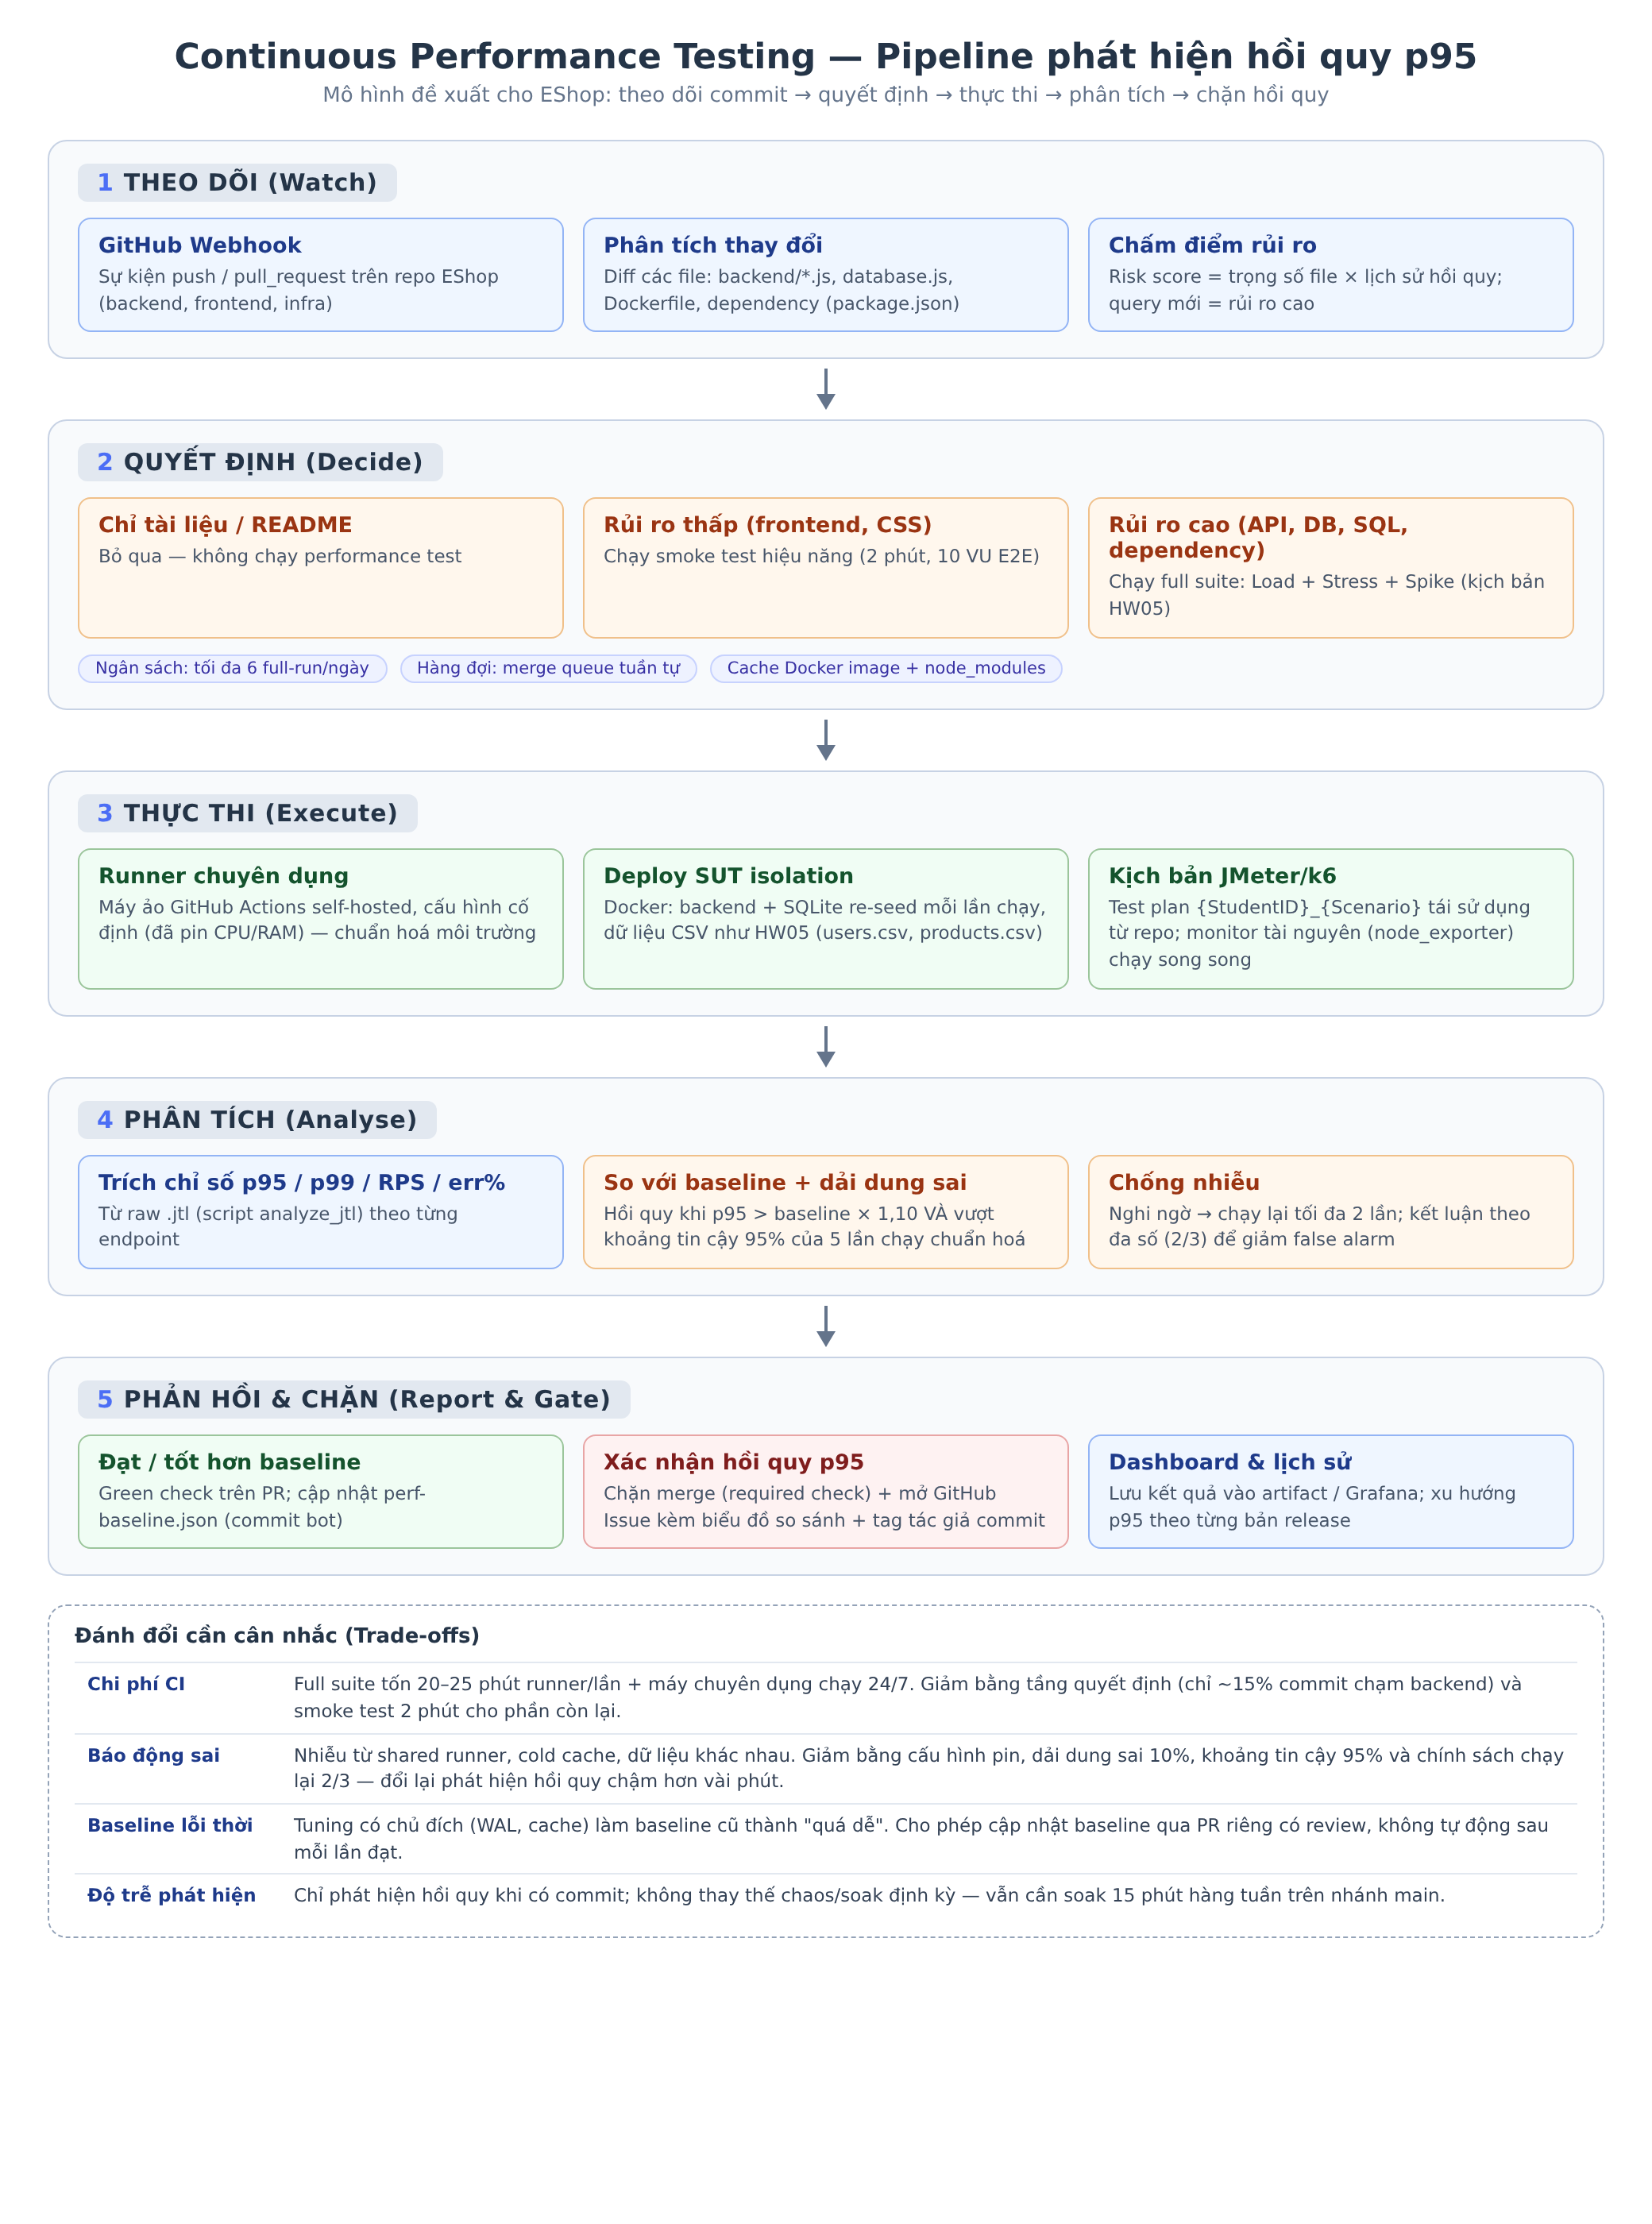 Continuous Performance Testing — Pipeline phát hiện hồi quy p95
Mô hình đề xuất cho EShop: theo dõi commit → quyết định → thực thi → phân tích → chặn hồi quy
1 THEO DÕI (Watch)
GitHub Webhook
Sự kiện push / pull_request trên repo EShop
(backend, frontend, infra)
Phân tích thay đổi
Diff các file: backend/*.js, database.js,
Dockerfile, dependency (package.json)
Chấm điểm rủi ro
Risk score = trọng số file × lịch sử hồi quy;
query mới = rủi ro cao
2 QUYẾT ĐỊNH (Decide)
Chỉ tài liệu / README
Bỏ qua — không chạy performance test
Rủi ro thấp (frontend, CSS)
Chạy smoke test hiệu năng (2 phút, 10 VU E2E)
Rủi ro cao (API, DB, SQL,
dependency)
Chạy full suite: Load + Stress + Spike (kịch bản
HW05)
Ngân sách: tối đa 6 full-run/ngày
Hàng đợi: merge queue tuần tự
Cache Docker image + node_modules
3 THỰC THI (Execute)
Runner chuyên dụng
Máy ảo GitHub Actions self-hosted, cấu hình cố
định (đã pin CPU/RAM) — chuẩn hoá môi trường
Deploy SUT isolation
Docker: backend + SQLite re-seed mỗi lần chạy,
dữ liệu CSV như HW05 (users.csv, products.csv)
Kịch bản JMeter/k6
Test plan {StudentID}_{Scenario} tái sử dụng
từ repo; monitor tài nguyên (node_exporter)
chạy song song
4 PHÂN TÍCH (Analyse)
Trích chỉ số p95 / p99 / RPS / err%
Từ raw .jtl (script analyze_jtl) theo từng
endpoint
So với baseline + dải dung sai
Hồi quy khi p95 > baseline × 1,10 VÀ vượt
khoảng tin cậy 95% của 5 lần chạy chuẩn hoá
Chống nhiễu
Nghi ngờ → chạy lại tối đa 2 lần; kết luận theo
đa số (2/3) để giảm false alarm
5 PHẢN HỒI & CHẶN (Report & Gate)
Đạt / tốt hơn baseline
Green check trên PR; cập nhật perf-
baseline.json (commit bot)
Xác nhận hồi quy p95
Chặn merge (required check) + mở GitHub
Issue kèm biểu đồ so sánh + tag tác giả commit
Dashboard & lịch sử
Lưu kết quả vào artifact / Grafana; xu hướng
p95 theo từng bản release
Đánh đổi cần cân nhắc (Trade-offs)
Chi phí CI
Full suite tốn 20–25 phút runner/lần + máy chuyên dụng chạy 24/7. Giảm bằng tầng quyết định (chỉ ~15% commit chạm backend) và
smoke test 2 phút cho phần còn lại.
Báo động sai
Nhiễu từ shared runner, cold cache, dữ liệu khác nhau. Giảm bằng cấu hình pin, dải dung sai 10%, khoảng tin cậy 95% và chính sách chạy
lại 2/3 — đổi lại phát hiện hồi quy chậm hơn vài phút.
Baseline lỗi thời
Tuning có chủ đích (WAL, cache) làm baseline cũ thành "quá dễ". Cho phép cập nhật baseline qua PR riêng có review, không tự động sau
mỗi lần đạt.
Độ trễ phát hiện
Chỉ phát hiện hồi quy khi có commit; không thay thế chaos/soak định kỳ — vẫn cần soak 15 phút hàng tuần trên nhánh main.